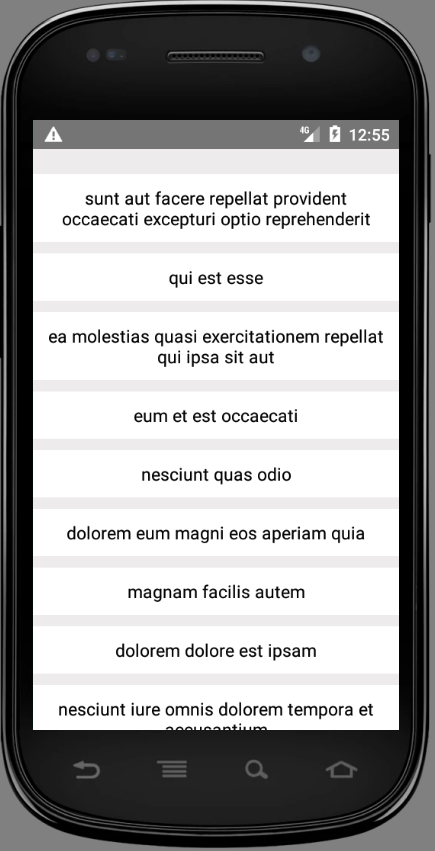 4G 12:55
sunt aut facere repellat provident
occaecati excepturi optio reprehenderit
qui est esse
ea molestias quasi exercitationem repellat
qui ipsa sit aut
eum et est occaecati
nesciunt quas odio
dolorem eum magni eos aperiam quia
magnam facilis autem
dolorem dolore est ipsam
nesciunt iure omnis dolorem tempora et
accusantium